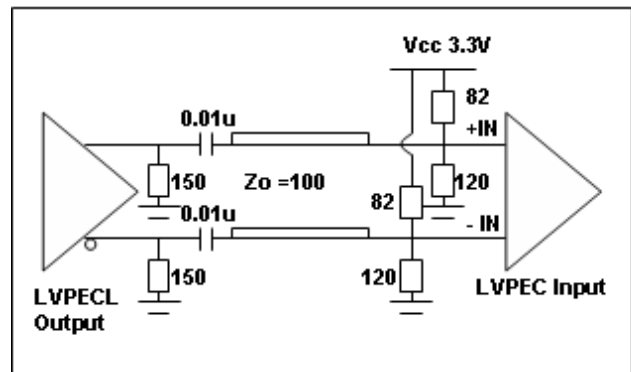 Vcc 3.3V
82
0.01u
+IN
150
Zo =100
120
82
0.01u
- IN
150
120
LVPECL
Output
LVPEC Input